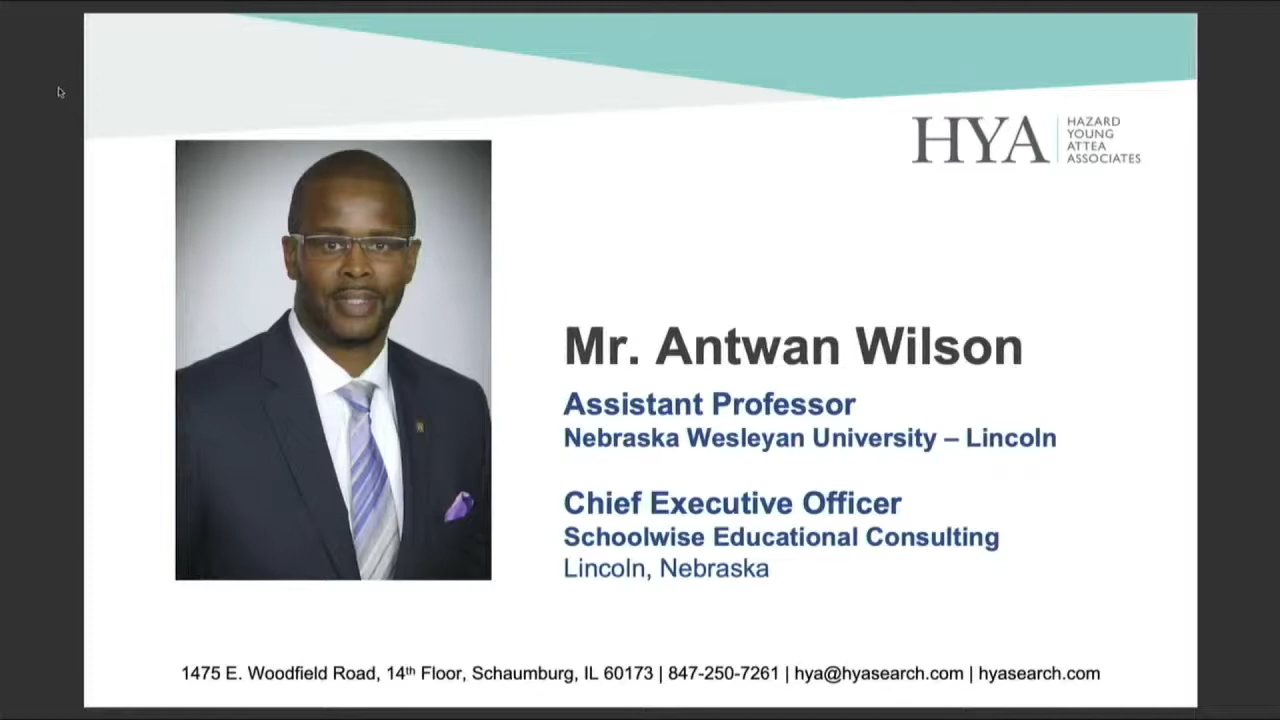 HYA
HAZARD
YOUNG
ATTEA
ASSOCIATES
Mr. Antwan Wilson
Assistant Professor
Nebraska Wesleyan University – Lincoln
Chief Executive Officer
Schoolwise Educational Consulting
Lincoln, Nebraska
1475 E. Woodfield Road, 14th Floor, Schaumburg, IL 60173 | 847-250-7261 | hya@hyasearch.com | hyasearch.com